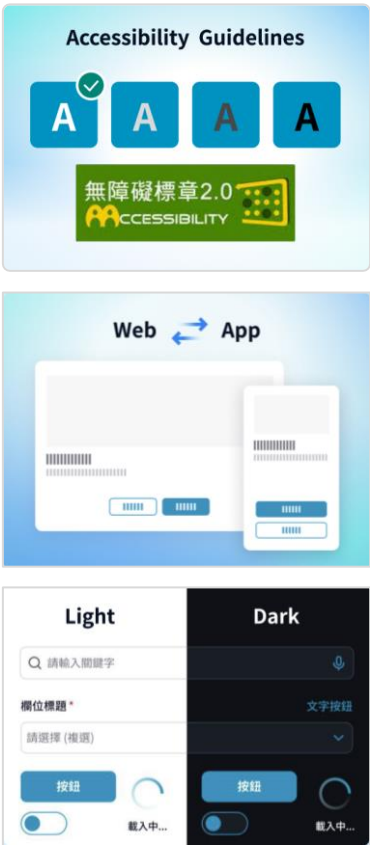 Accessibility Guidelines
A A A A
無障礙標章2.0
ACCESSIBILITY
Web App
Light Dark
請輸入關鍵字
欄位標題* 文字按鈕
請選擇 (複選)
按鈕 按鈕
載入中... 載入中...